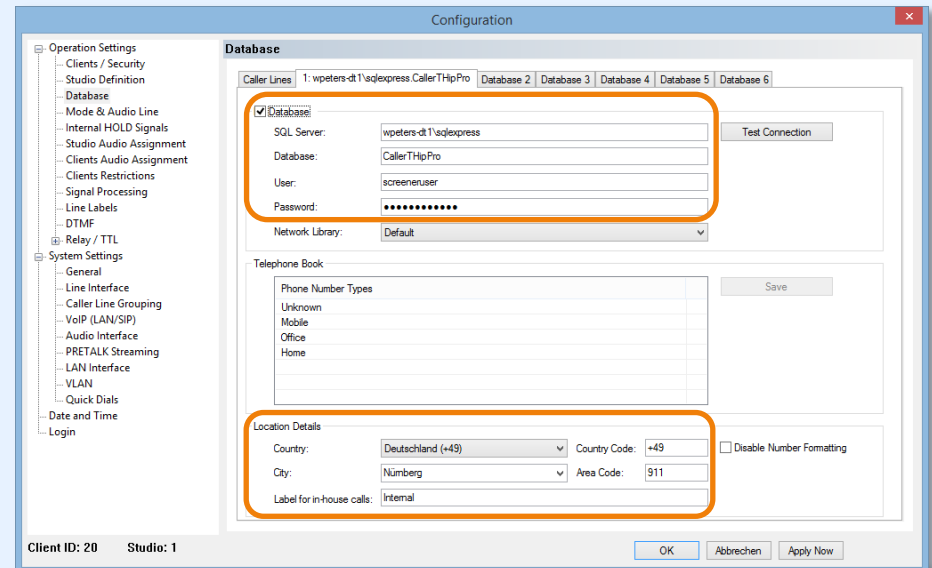 Configuration
Operation Settings
Clients / Security
Studio Definition
Database
Mode & Audio Line
Internal HOLD Signals
Studio Audio Assignment
Clients Audio Assignment
Clients Restrictions
Signal Processing
Line Labels
DTMF
Relay / TTL
System Settings
General
Line Interface
Caller Line Grouping
VoIP (LAN/SIP)
Audio Interface
PRETALK Streaming
LAN Interface
VLAN
Quick Dials
Date and Time
Login
Database
Caller Lines 1: wpeters-dt1\sqlexpress.CallerTHipPro Database 2 Database 3 Database 4 Database 5 Database 6
Database
SQL Server: wpeters-dt1\sqlexpress Test Connection
Database: CallerTHipPro
User: screeneruser
Password: ●●●●●●●●●●●●
Network Library: Default
Telephone Book
Phone Number Types Save
Unknown
Mobile
Office
Home
Location Details
Country: Deutschland (+49) Country Code: +49 Disable Number Formatting
City: Nürnberg Area Code: 911
Label for in-house calls: Internal
Client ID: 20 Studio: 1
OK Abbrechen Apply Now